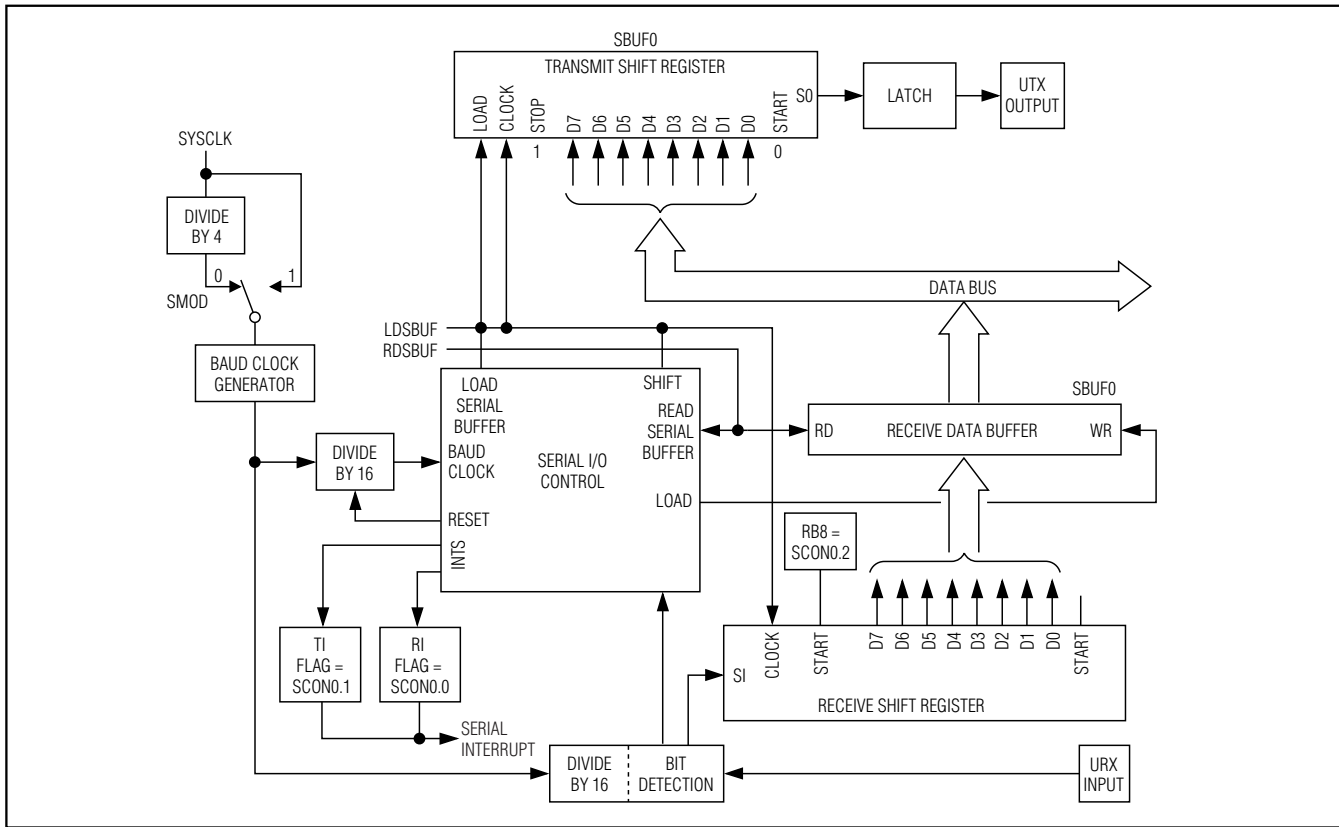 SBUF0
TRANSMIT SHIFT REGISTER
LOAD
CLOCK
STOP
1
D7
D6
D5
D4
D3
D2
D1
D0
START
0
S0
LATCH
UTX
OUTPUT
SYSCLK
DIVIDE
BY 4
0
1
SMOD
BAUD CLOCK
GENERATOR
DATA BUS
LDSBUF
RDSBUF
LOAD
SERIAL
BUFFER
SHIFT
READ
SERIAL
BUFFER
BAUD
CLOCK
SERIAL I/O
CONTROL
LOAD
RESET
INTS
DIVIDE
BY 16
SBUF0
RD
RECEIVE DATA BUFFER
WR
RB8 =
SCON0.2
TI
FLAG =
SCON0.1
RI
FLAG =
SCON0.0
SERIAL
INTERRUPT
SI
CLOCK
START
D7
D6
D5
D4
D3
D2
D1
D0
START
RECEIVE SHIFT REGISTER
DIVIDE
BY 16
BIT
DETECTION
URX
INPUT